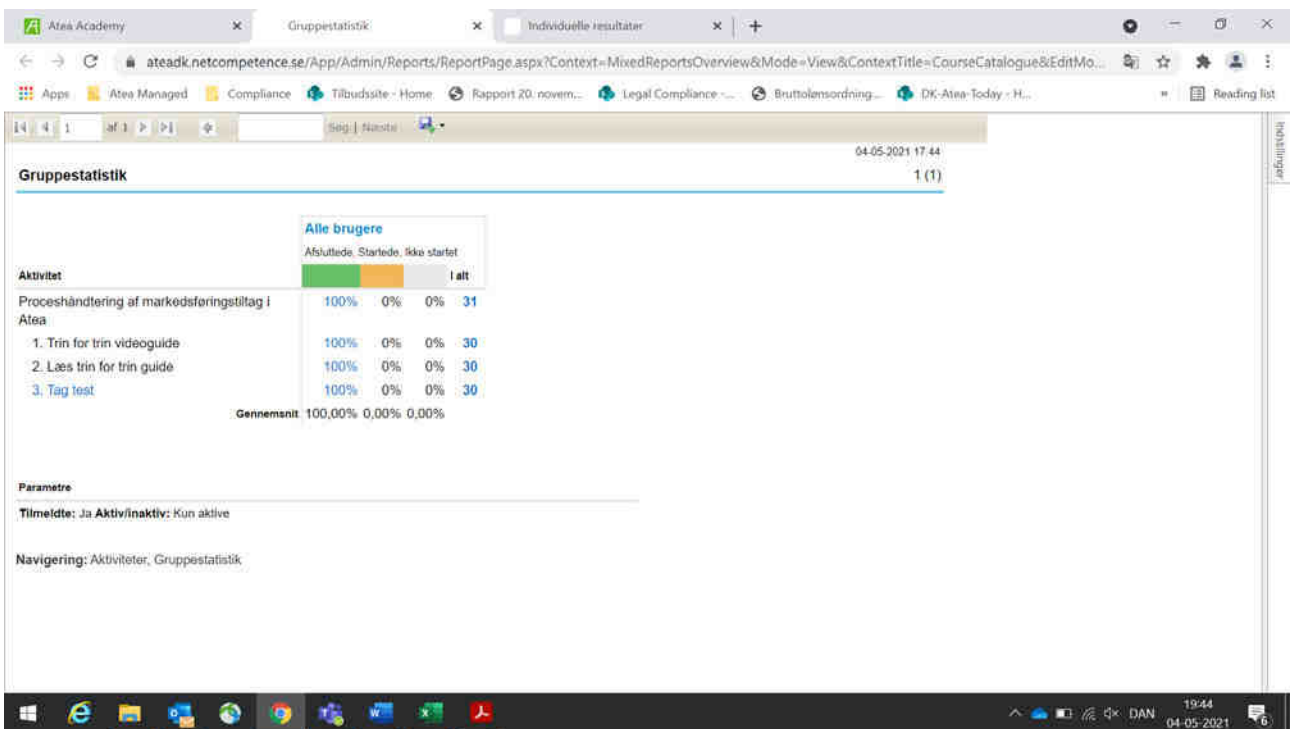 Atea Academy
Gruppestatistik
Individuelle resultater
ateadk.netcompetence.se/App/Admin/Reports/ReportPage.aspx?Context=MixedReportsOverview&Mode=View&ContextTitle=CourseCatalogue&EditMo...
Apps Atea Managed Compliance Tilbudssite - Home Rapport 20. novem... Legal Compliance -... Bruttolønsordning... DK-Atea-Today - H... » Reading list
1 af 1 Søg | Næste
Indstillinger
04-05-2021 17:44
Gruppestatistik 1 (1)
Alle brugere
Afsluttede, Startede, Ikke startet
Aktivitet I alt
Proceshåndtering af markedsføringstiltag i 100% 0% 0% 31
Atea
1. Trin for trin videoguide 100% 0% 0% 30
2. Læs trin for trin guide 100% 0% 0% 30
3. Tag test 100% 0% 0% 30
Gennemsnit 100,00% 0,00% 0,00%
Parametre
Tilmeldte: Ja Aktiv/inaktiv: Kun aktive
Navigering: Aktiviteter, Gruppestatistik
DAN
19:44
04-05-2021
6